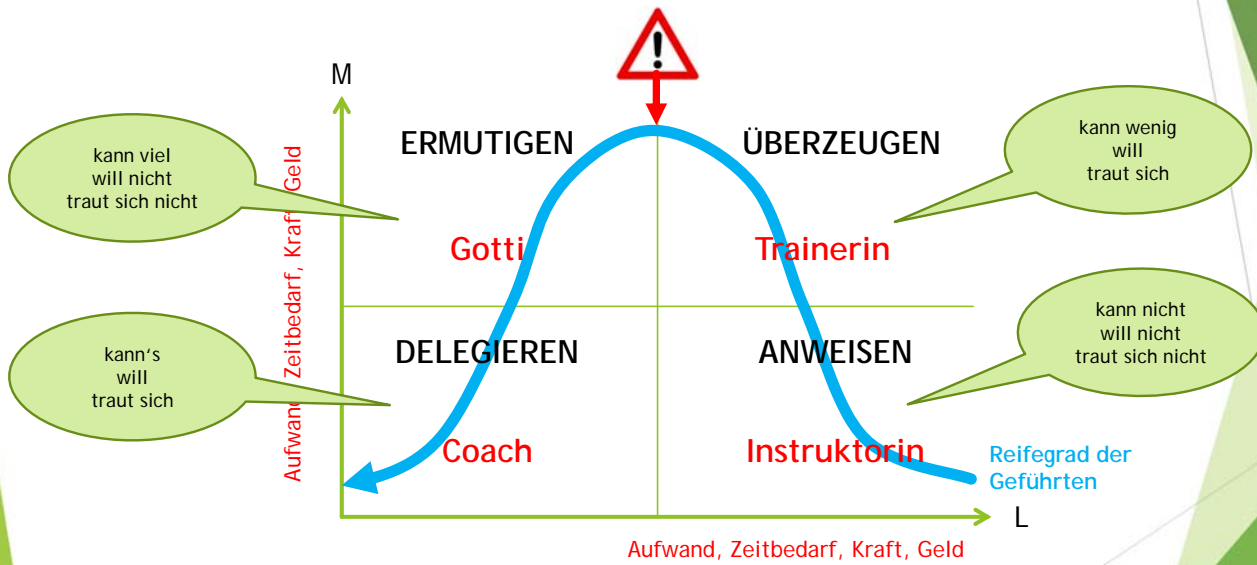 M
ERMUTIGEN
ÜBERZEUGEN
kann viel
will nicht
traut sich nicht
kann wenig
will
traut sich
Gotti
Trainerin
Aufwand, Zeitbedarf, Kraft, Geld
kann nicht
will nicht
traut sich nicht
kann's
will
traut sich
DELEGIEREN
ANWEISEN
Coach
Instruktorin
Reifegrad der
Geführten
L
Aufwand, Zeitbedarf, Kraft, Geld